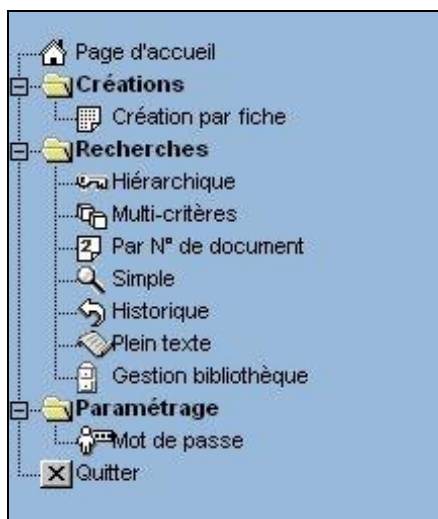 Page d'accueil
Créations
Création par fiche
Recherches
Hiérarchique
Multi-critères
Par N° de document
Simple
Historique
Plein texte
Gestion bibliothèque
Paramétrage
Mot de passe
Quitter